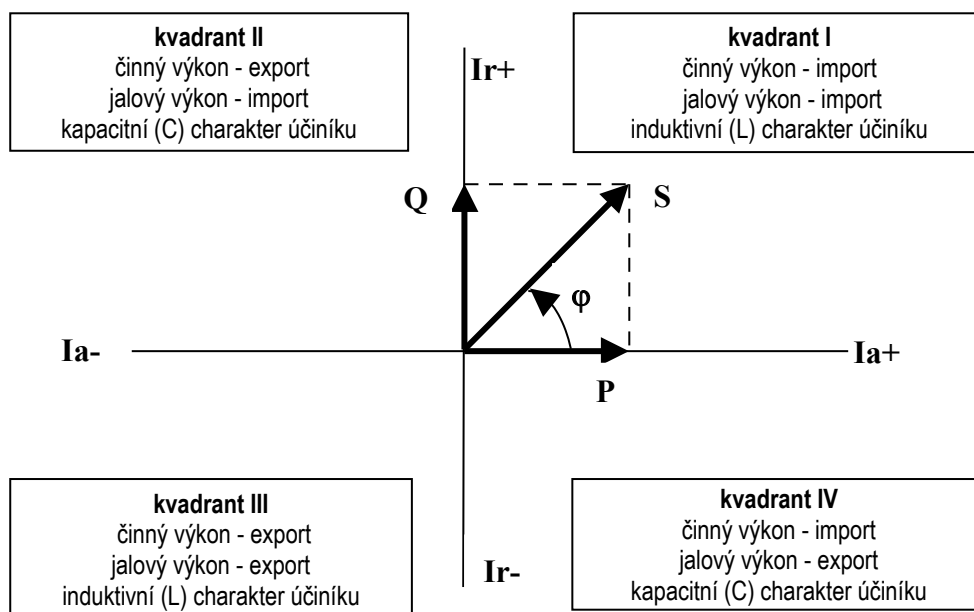 kvadrant II
činný výkon - export
jalový výkon - import
kapacitní (C) charakter účiníku
kvadrant I
činný výkon - import
jalový výkon - import
induktivní (L) charakter účiníku
Ir+
Q
S
φ
Ia-
Ia+
P
kvadrant III
činný výkon - export
jalový výkon - export
induktivní (L) charakter účiníku
kvadrant IV
činný výkon - import
jalový výkon - export
kapacitní (C) charakter účiníku
Ir-